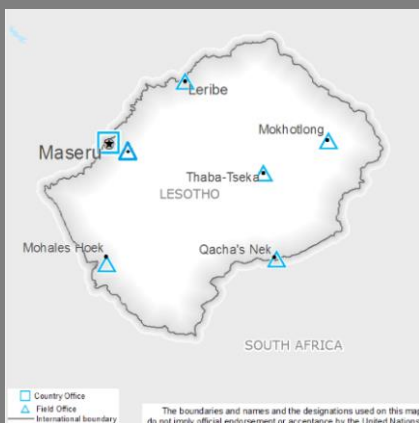 Leribe
Mokhotlong
Maseru
Thaba-Tseka
LESOTHO
Mohales Hoek
Qacha's Nek
SOUTH AFRICA
Country Office
Field Office
International boundary
The boundaries and names and the designations used on this map
do not imply official endorsement or acceptance by the United Nations